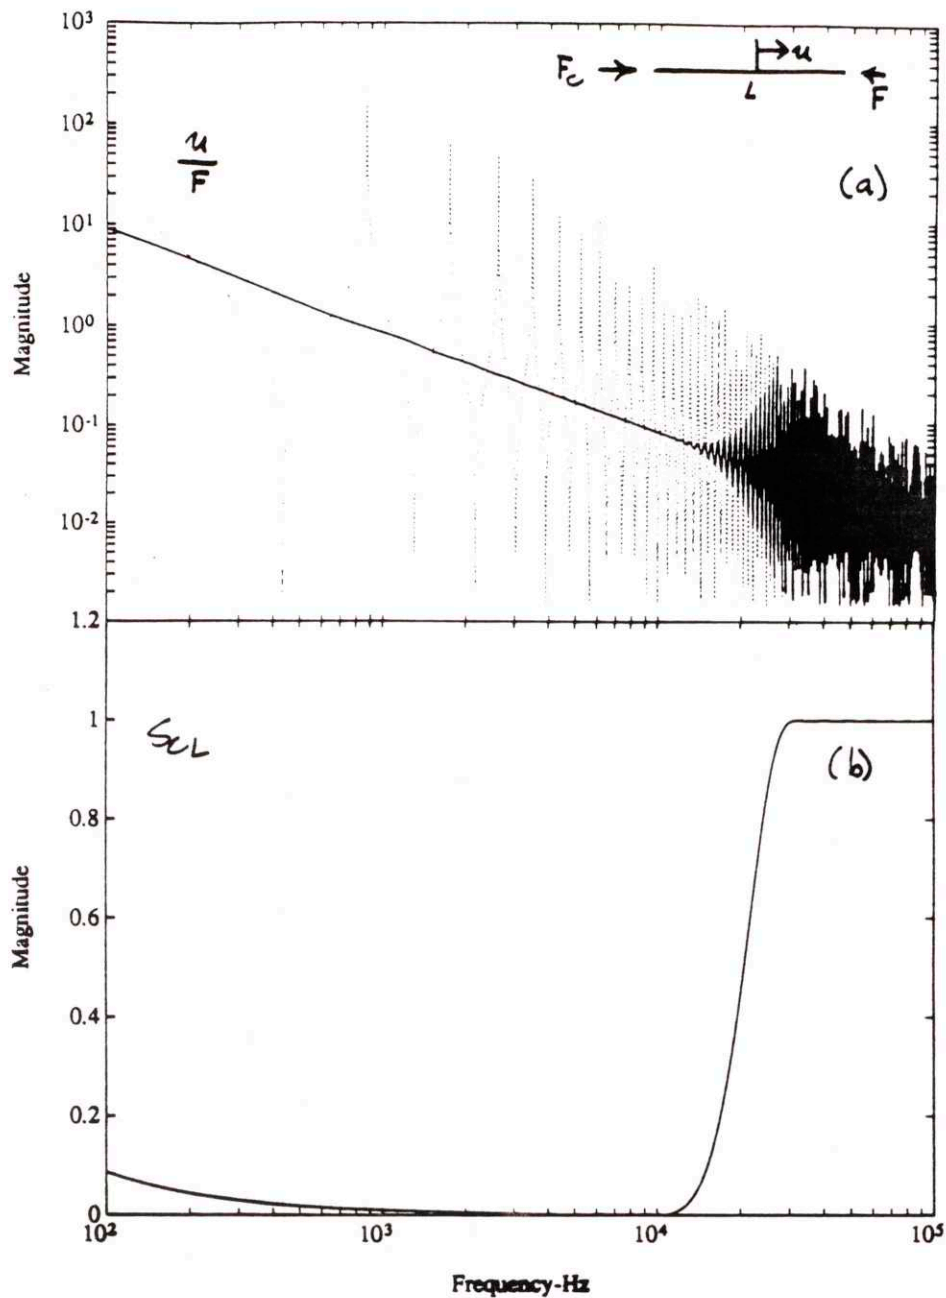 10³
10²
10¹
10⁰
10⁻¹
10⁻²
Magnitude
u
F
F_c
u
L
F
(a)
1.2
1
0.8
0.6
0.4
0.2
0
Magnitude
S_CL
(b)
10²
10³
10⁴
10⁵
Frequency-Hz